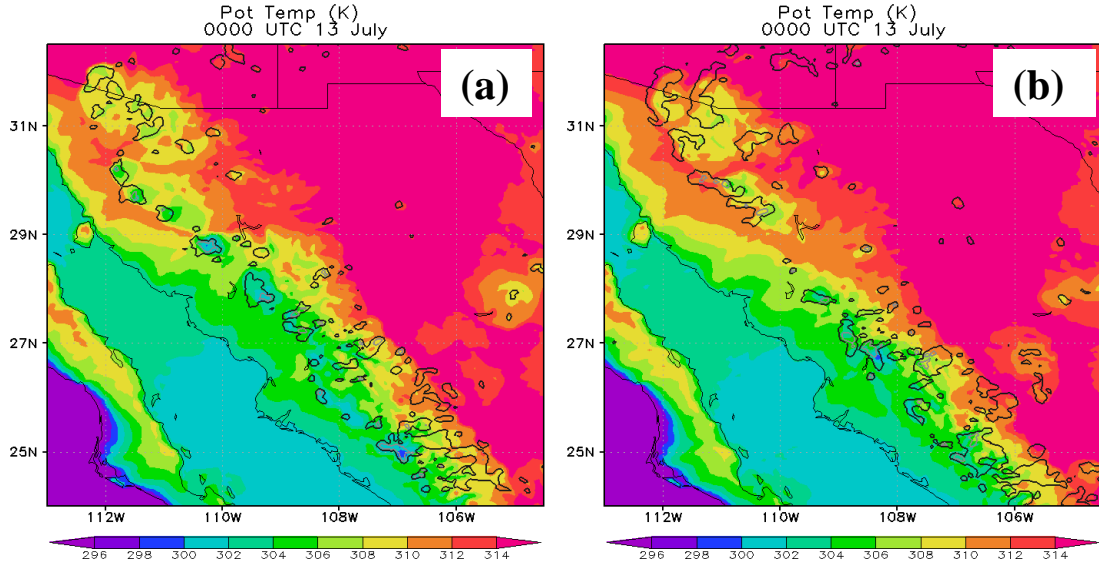 Pot Temp (K)
0000 UTC 13 July
(a)
31N
29N
27N
25N
112W 110W 108W 106W
296 298 300 302 304 306 308 310 312 314
Pot Temp (K)
0000 UTC 13 July
(b)
31N
29N
27N
25N
112W 110W 108W 106W
296 298 300 302 304 306 308 310 312 314